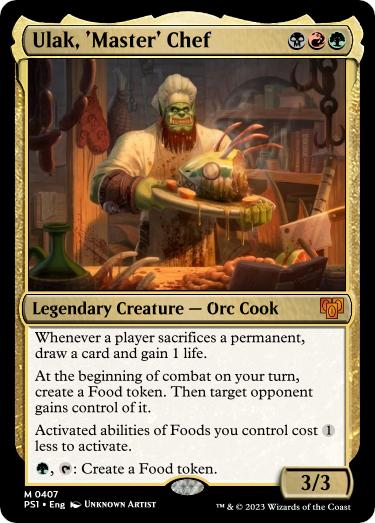 Ulak, 'Master' Chef
Legendary Creature — Orc Cook
Whenever a player sacrifices a permanent,
draw a card and gain 1 life.
At the beginning of combat on your turn,
create a Food token. Then target opponent
gains control of it.
Activated abilities of Foods you control cost 1
less to activate.
, : Create a Food token.
3/3
M 0407
PS1 • Eng Unknown Artist
™ & © 2023 Wizards of the Coast